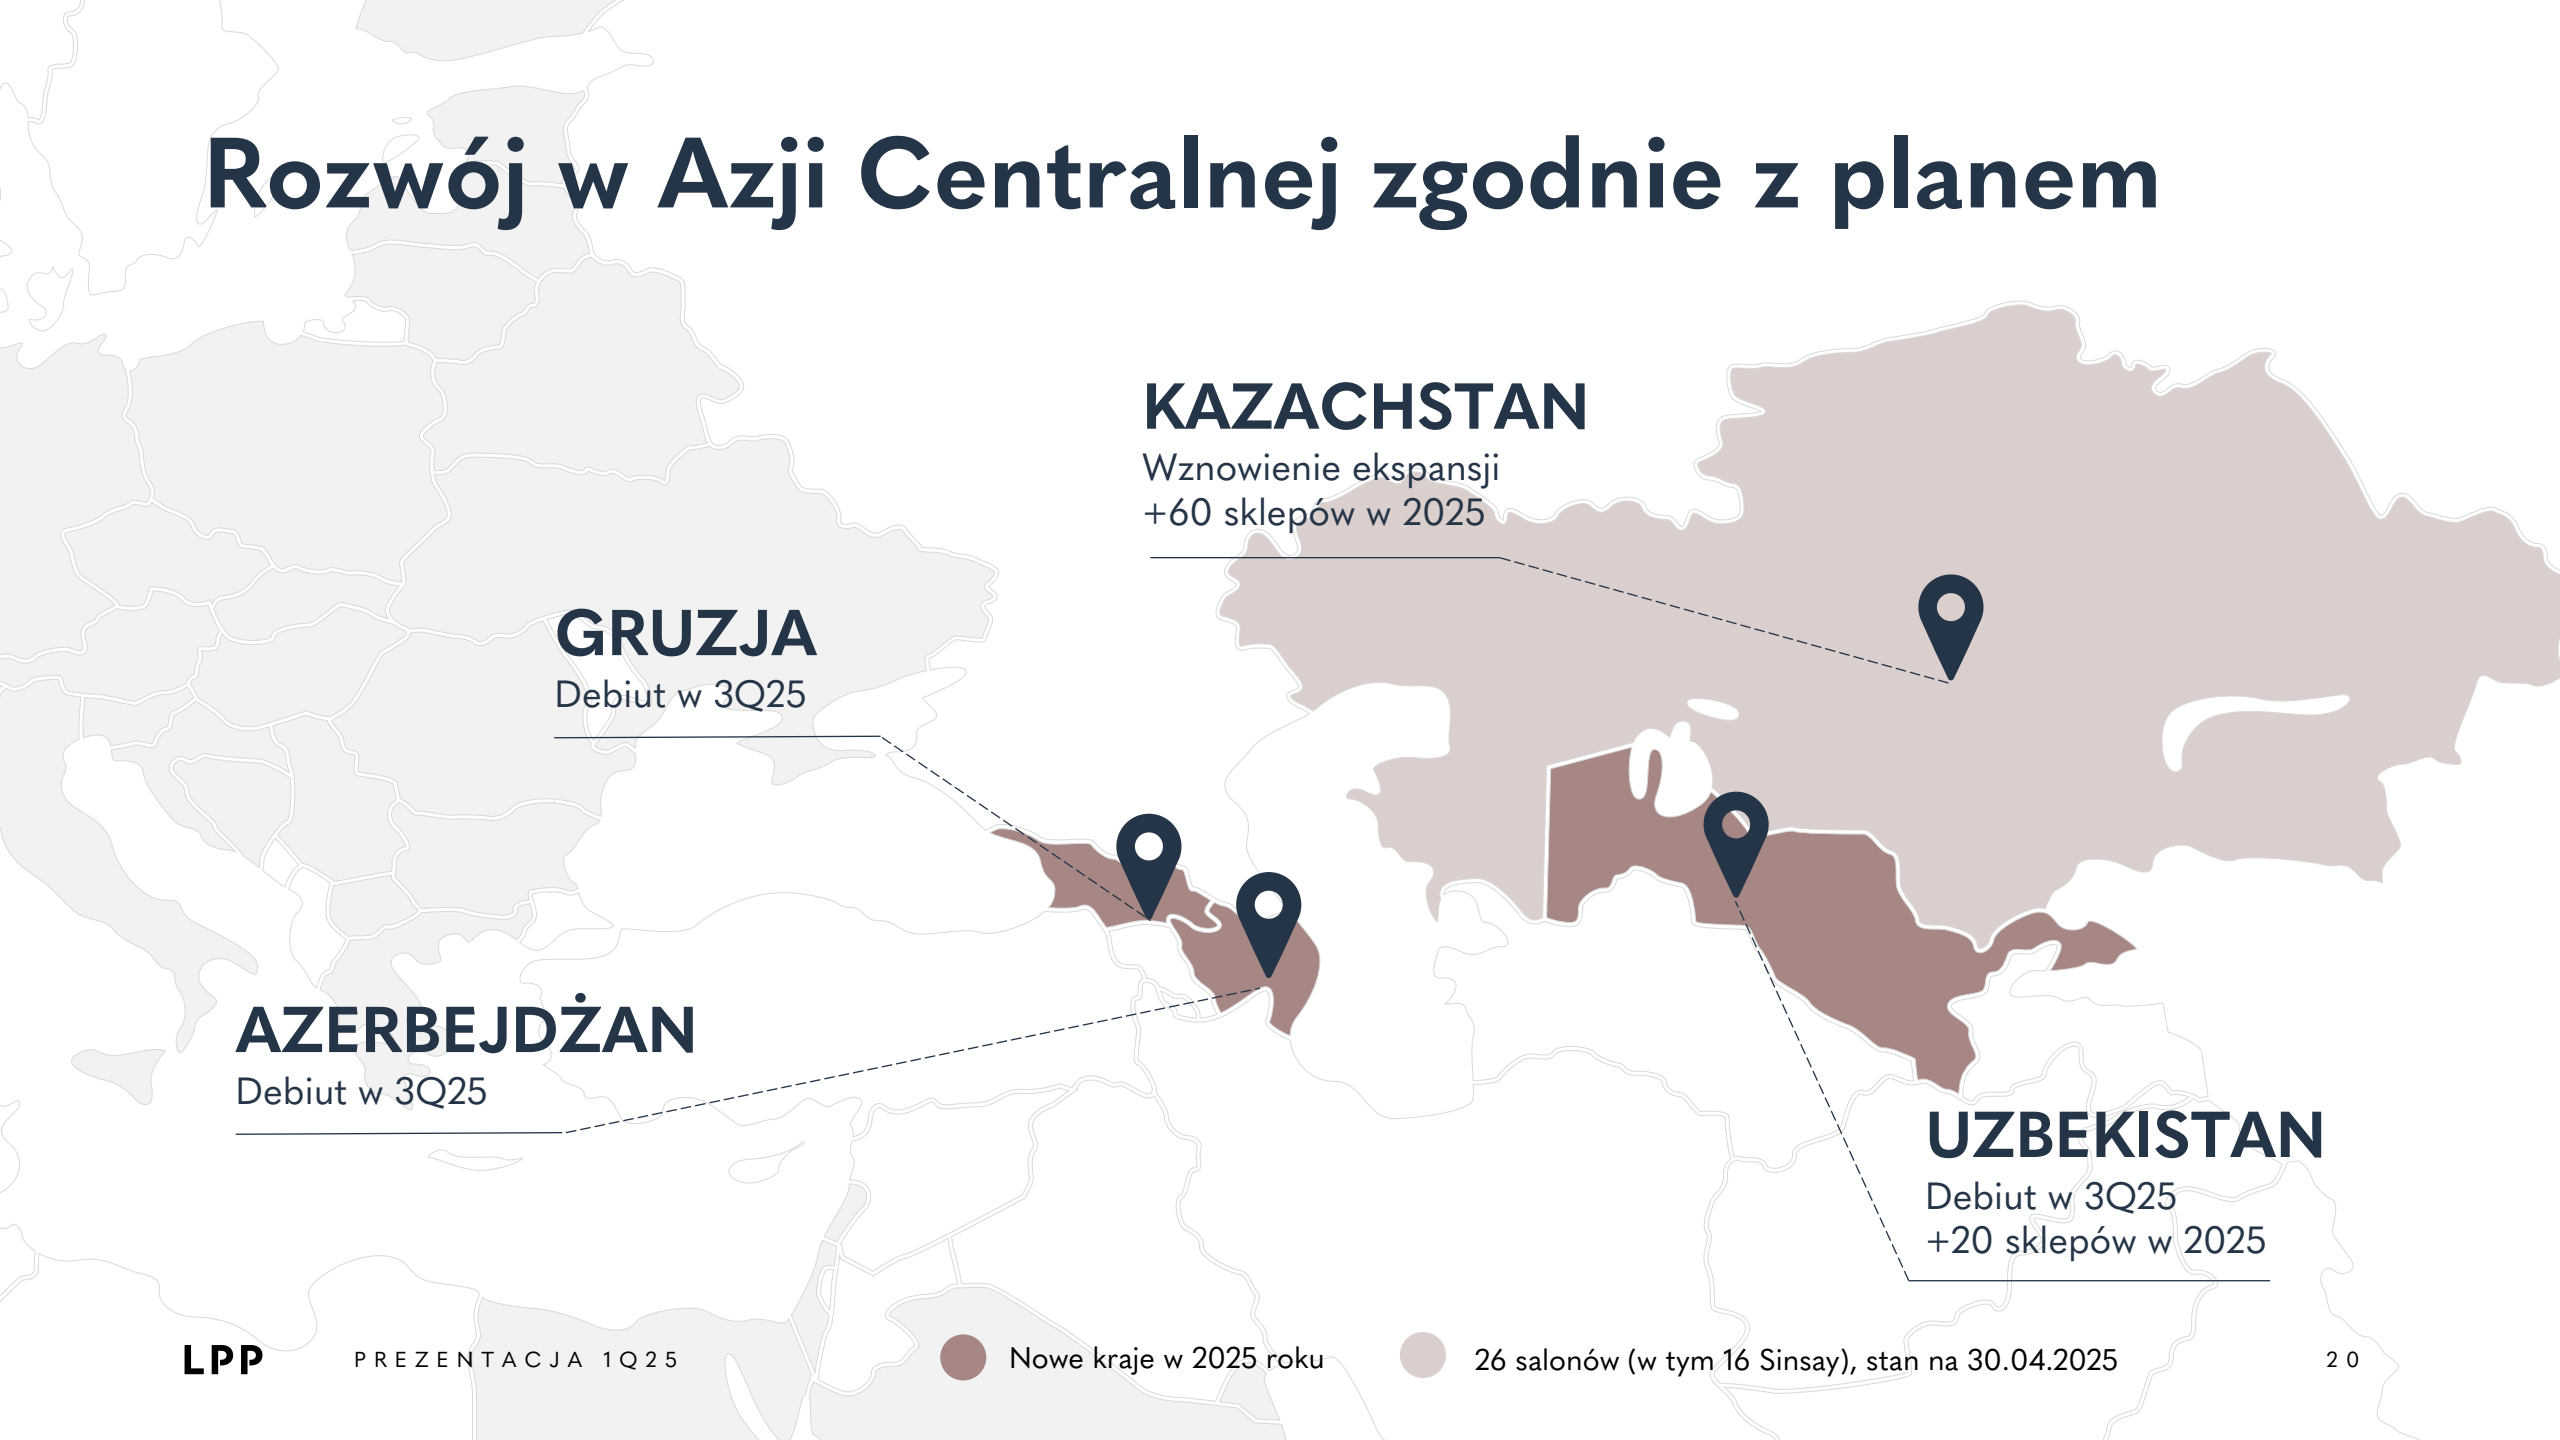 Rozwój w Azji Centralnej zgodnie z planem
KAZACHSTAN
Wznowienie ekspansji
+60 sklepów w 2025
GRUZJA
Debiut w 3Q25
AZERBEJDŻAN
Debiut w 3Q25
UZBEKISTAN
Debiut w 3Q25
+20 sklepów w 2025
LPP
PREZENTACJA 1Q25
Nowe kraje w 2025 roku
26 salonów (w tym 16 Sinsay), stan na 30.04.2025
20